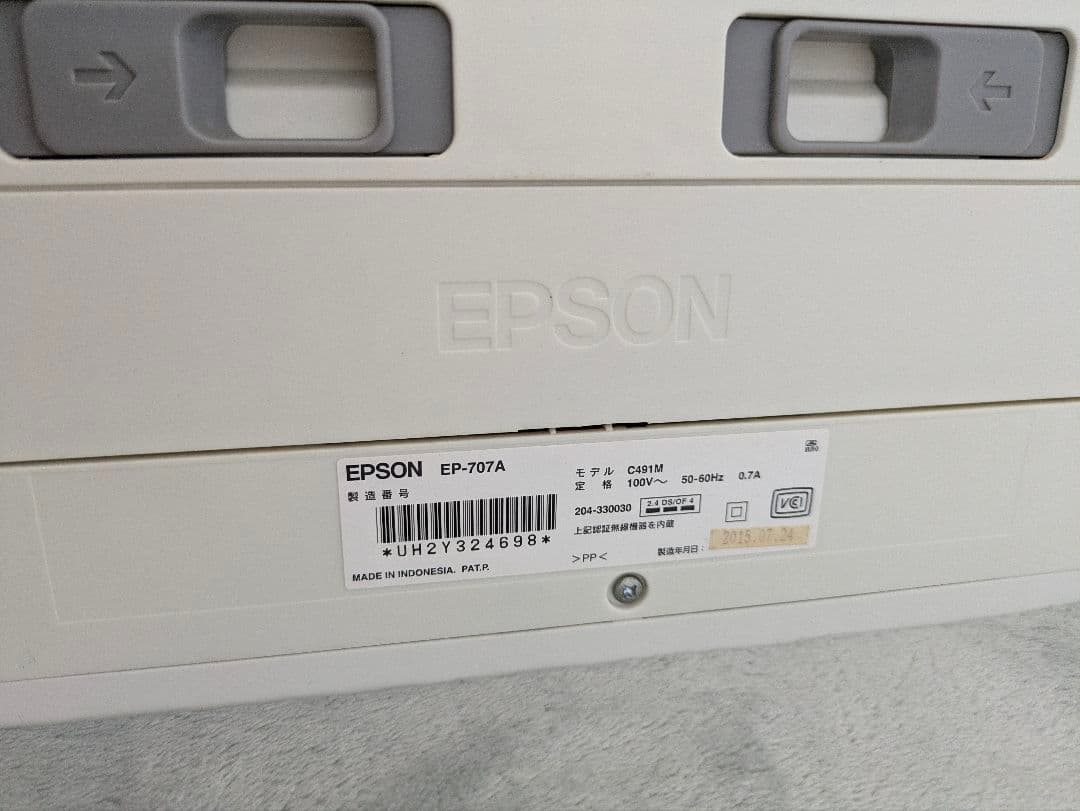 EPSON
EPSON EP-707A
製造番号
*UH2Y324698*
MADE IN INDONESIA. PAT.P.
モデル C491M
定格 100V～ 50-60Hz 0.7A
204-330030 2.4 DS/OF 4
上記認証無線機器を内蔵
>PP<
VCI
製造年月日: 2015.07.24